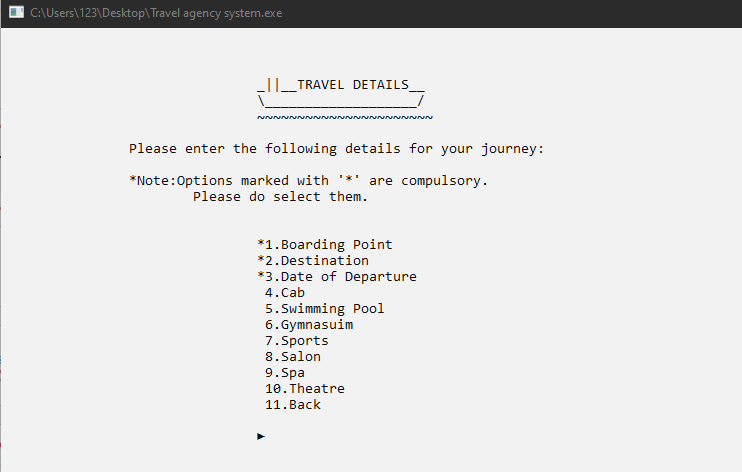 C:\Users\123\Desktop\Travel agency system.exe
_||__TRAVEL DETAILS__
\___________________/
~~~~~~~~~~~~~~~~~~~~~~
Please enter the following details for your journey:
*Note:Options marked with '*' are compulsory.
Please do select them.
*1.Boarding Point
*2.Destination
*3.Date of Departure
4.Cab
5.Swimming Pool
6.Gymnasuim
7.Sports
8.Salon
9.Spa
10.Theatre
11.Back
►